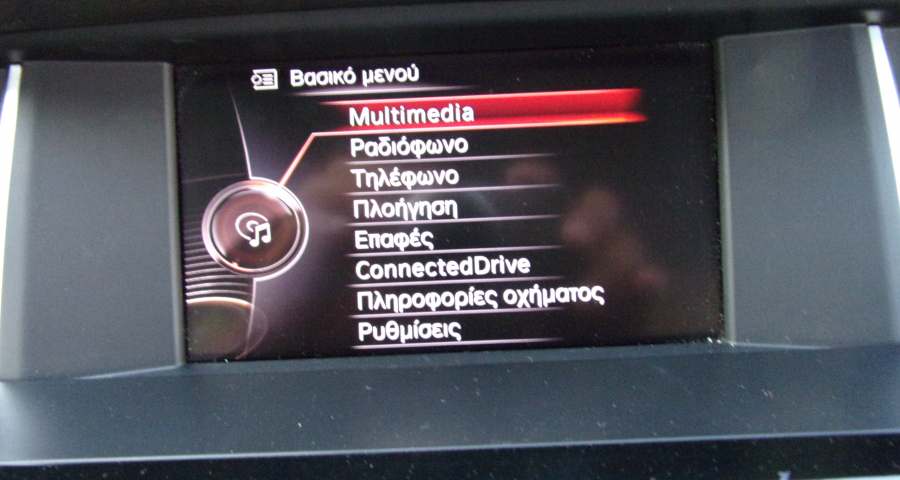 Βασικό μενού
Multimedia
Ραδιόφωνο
Τηλέφωνο
Πλοήγηση
Επαφές
ConnectedDrive
Πληροφορίες οχήματος
Ρυθμίσεις